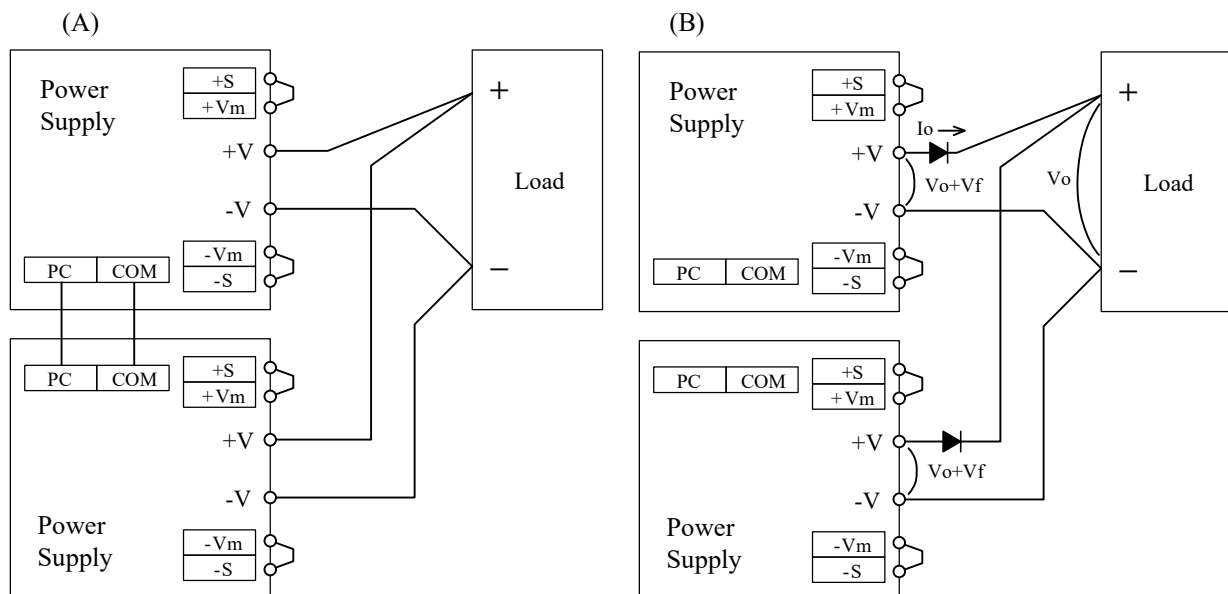 (A)
Power
Supply
+S
+Vm
+V
-V
-Vm
-S
PC COM
+
Load
−
PC COM
+S
+Vm
+V
-V
Power
Supply
-Vm
-S
(B)
Power
Supply
+S
+Vm
Io
+V
Vo+Vf
-V
-Vm
-S
PC COM
+
Vo
Load
−
PC COM
+S
+Vm
+V
Vo+Vf
-V
Power
Supply
-Vm
-S